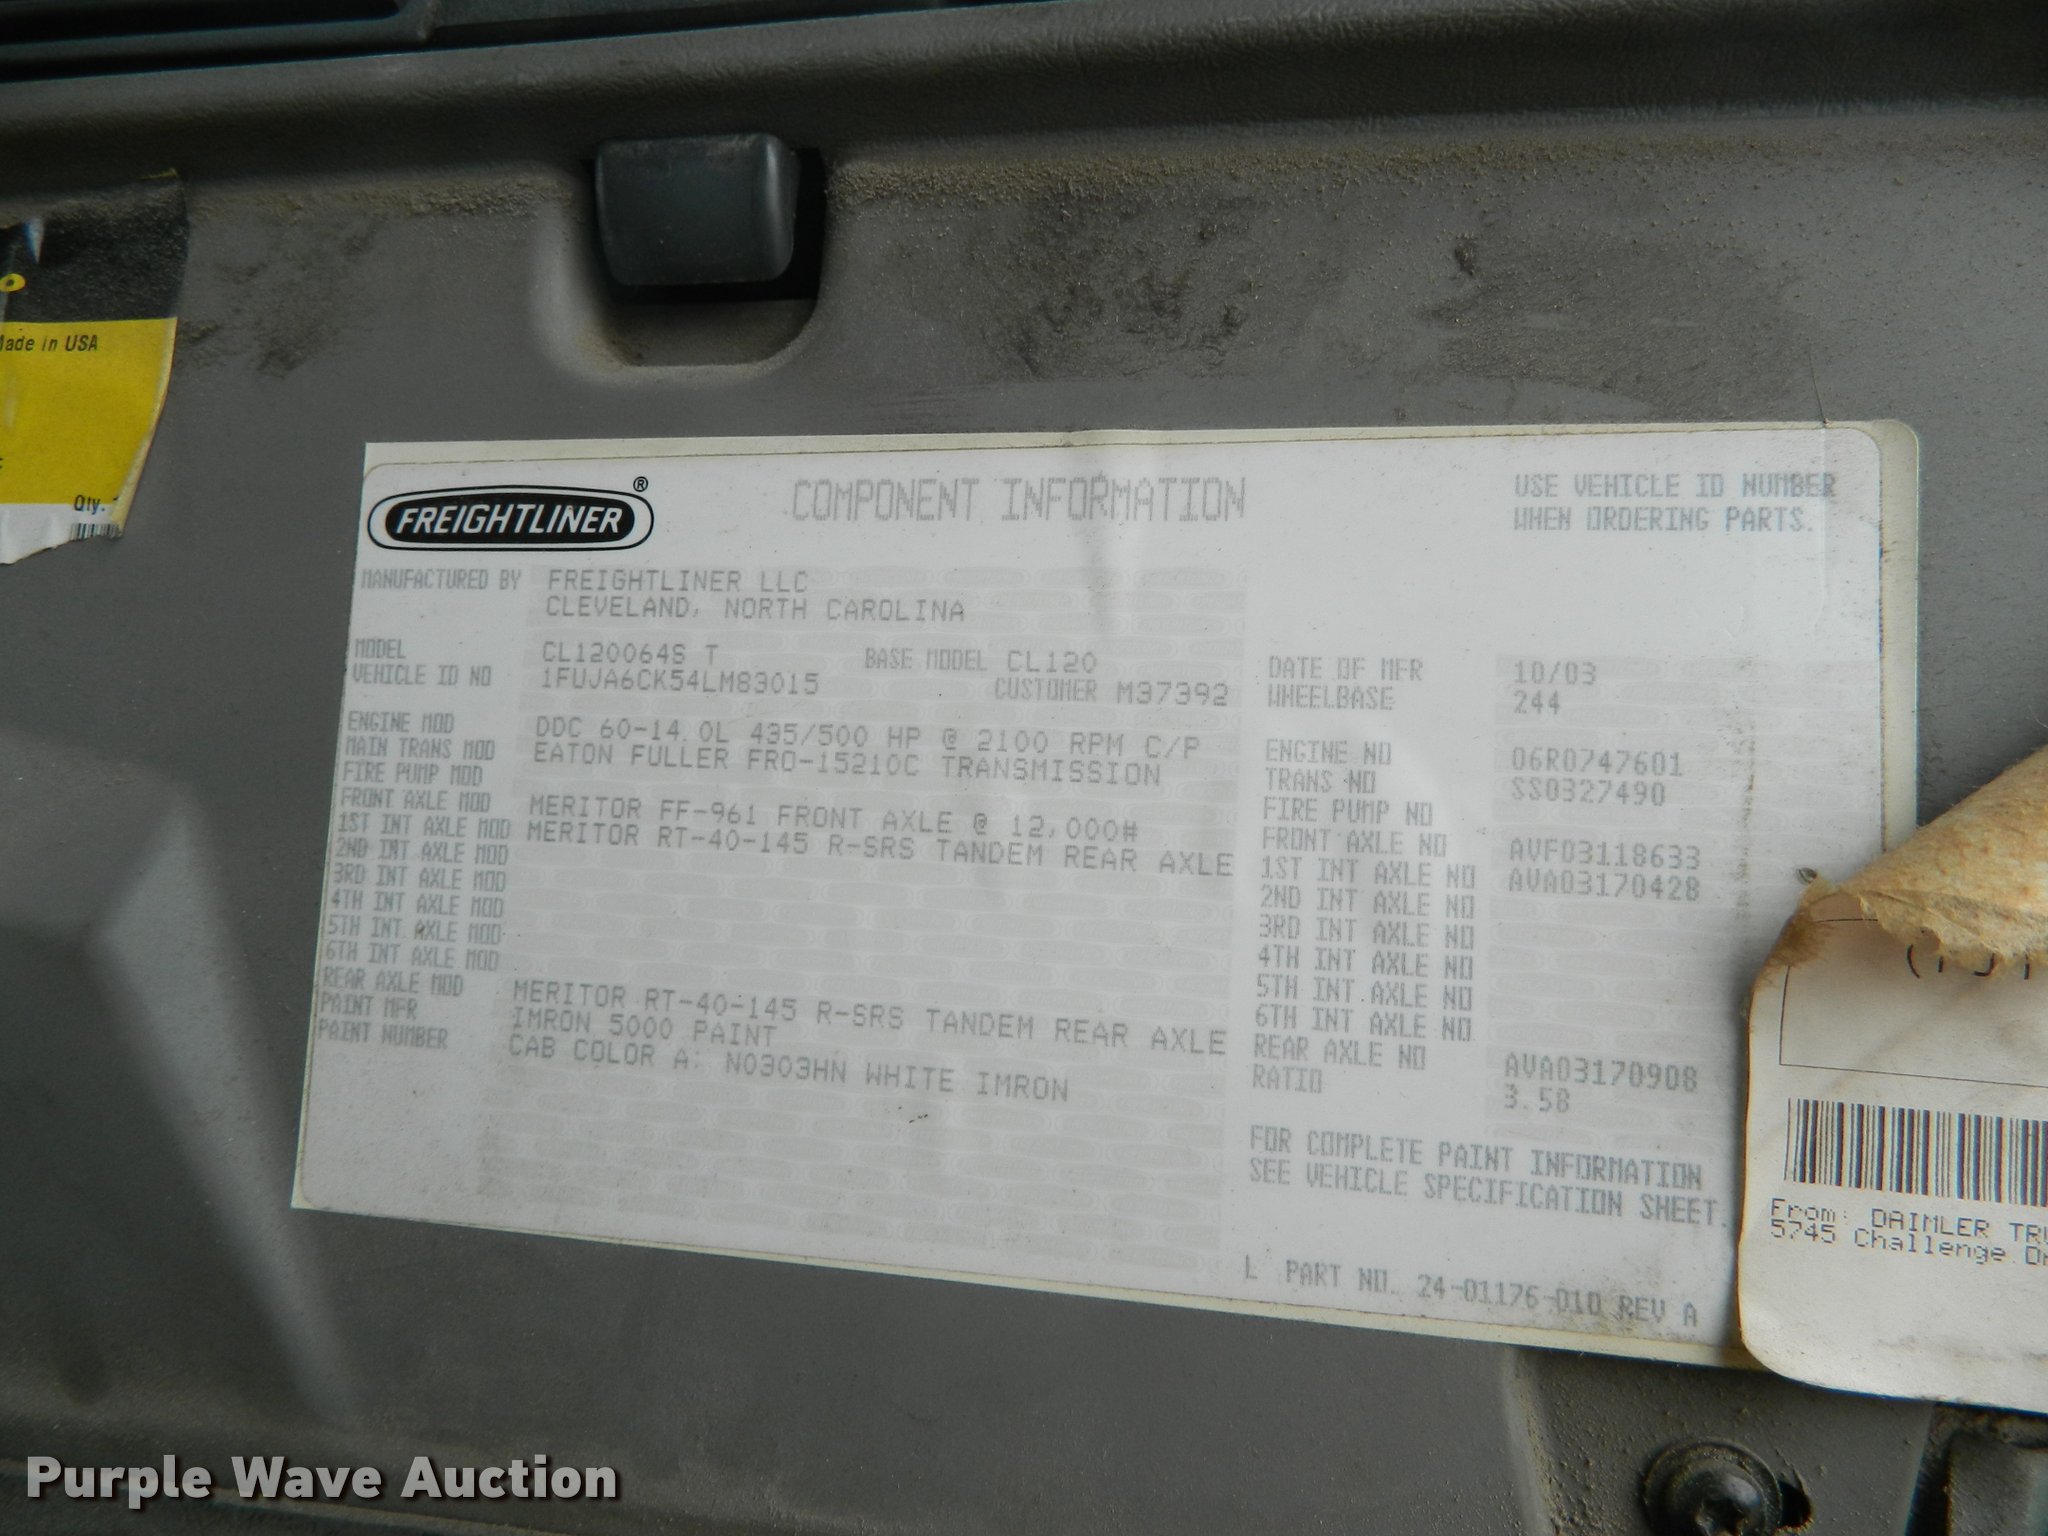 Made in USA
Qty.
FREIGHTLINER ®
COMPONENT INFORMATION
USE VEHICLE ID NUMBER
WHEN ORDERING PARTS.
MANUFACTURED BY FREIGHTLINER LLC
CLEVELAND, NORTH CAROLINA
MODEL CL120064S T BASE MODEL CL120
VEHICLE ID NO 1FUJA6CK54LM83015 CUSTOMER M37392
ENGINE MOD DDC 60-14.0L 435/500 HP @ 2100 RPM C/P
MAIN TRANS MOD EATON FULLER FRO-15210C TRANSMISSION
FIRE PUMP MOD
FRONT AXLE MOD MERITOR FF-961 FRONT AXLE @ 12,000#
1ST INT AXLE MOD MERITOR RT-40-145 R-SRS TANDEM REAR AXLE
2ND INT AXLE MOD
3RD INT AXLE MOD
4TH INT AXLE MOD
5TH INT AXLE MOD
6TH INT AXLE MOD
REAR AXLE MOD MERITOR RT-40-145 R-SRS TANDEM REAR AXLE
PAINT MFR IMRON 5000 PAINT
PAINT NUMBER CAB COLOR A: N0303HN WHITE IMRON
DATE OF MFR 10/03
WHEELBASE 244
ENGINE NO 06R0747601
TRANS NO SS0327490
FIRE PUMP NO
FRONT AXLE NO AVF03118633
1ST INT AXLE NO AVA03170428
2ND INT AXLE NO
3RD INT AXLE NO
4TH INT AXLE NO
5TH INT AXLE NO
6TH INT AXLE NO
REAR AXLE NO AVA03170908
RATIO 3.58
FOR COMPLETE PAINT INFORMATION
SEE VEHICLE SPECIFICATION SHEET.
L PART NO. 24-01176-010 REV A
From: DAIMLER TRU
5745 Challenge Dr
Purple Wave Auction